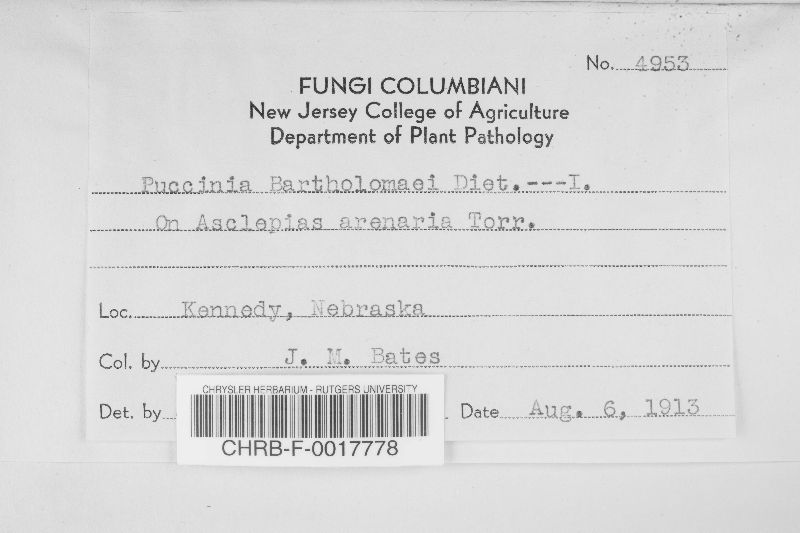 No. 4953
FUNGI COLUMBIANI
New Jersey College of Agriculture
Department of Plant Pathology
Puccinia Bartholomaei Diet.---I.
On Asclepias arenaria Torr.
Loc. Kennedy, Nebraska
Col. by J. M. Bates
Det. by
Date Aug. 6, 1913
CHRYSLER HERBARIUM - RUTGERS UNIVERSITY
CHRB-F-0017778